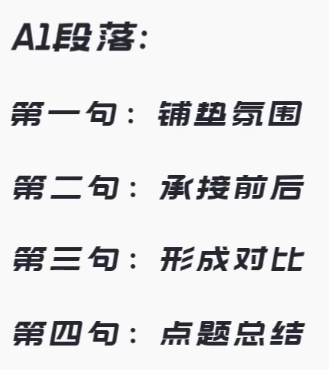 A1段落：
第一句：铺垫氛围
第二句：承接前后
第三句：形成对比
第四句：点题总结